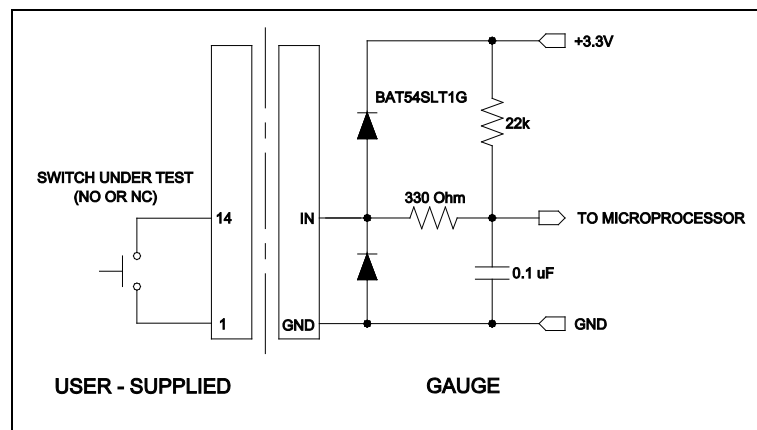 +3.3V
BAT54SLT1G
22k
SWITCH UNDER TEST
(NO OR NC)
330 Ohm
14
IN
TO MICROPROCESSOR
0.1 uF
1
GND
GND
USER - SUPPLIED
GAUGE